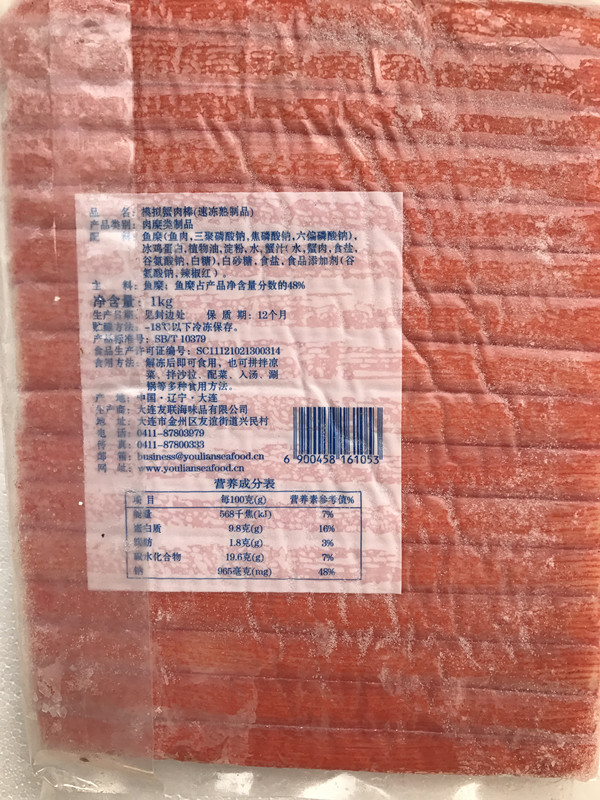 品 名：模拟蟹肉棒(速冻熟制品)
产品类别：肉糜类制品
配 料：鱼糜(鱼肉,三聚磷酸钠,焦磷酸钠,六偏磷酸钠),
冰鸡蛋白,植物油,淀粉,水,蟹汁(水,蟹肉,食盐,
谷氨酸钠,白糖),白砂糖,食盐,食品添加剂(谷
氨酸钠,辣椒红)。
主 料：鱼糜；鱼糜占产品净含量分数的48%
净含量：1kg
生产日期：见封边处 保 质 期：12个月
贮藏方法：-18℃以下冷冻保存。
产品标准号：SB/T 10379
食品生产许可证编号：SC11121021300314
食用方法：解冻后即可食用，也可拼拌凉
菜、拌沙拉、配菜、入汤、涮
锅等多种食用方法。
产 地：中国·辽宁·大连
生产商：大连友联海味品有限公司
地 址：大连市金州区友谊街道兴民村
电 话：0411-87803979
传 真：0411-87800333
邮 箱：business@youlianseafood.cn
网 址：www.youlianseafood.cn
6 900458 161053
营养成分表
项 目 每100克(g) 营养素参考值%
能量 568千焦(kJ) 7%
蛋白质 9.8克(g) 16%
脂肪 1.8克(g) 3%
碳水化合物 19.6克(g) 7%
钠 965毫克(mg) 48%